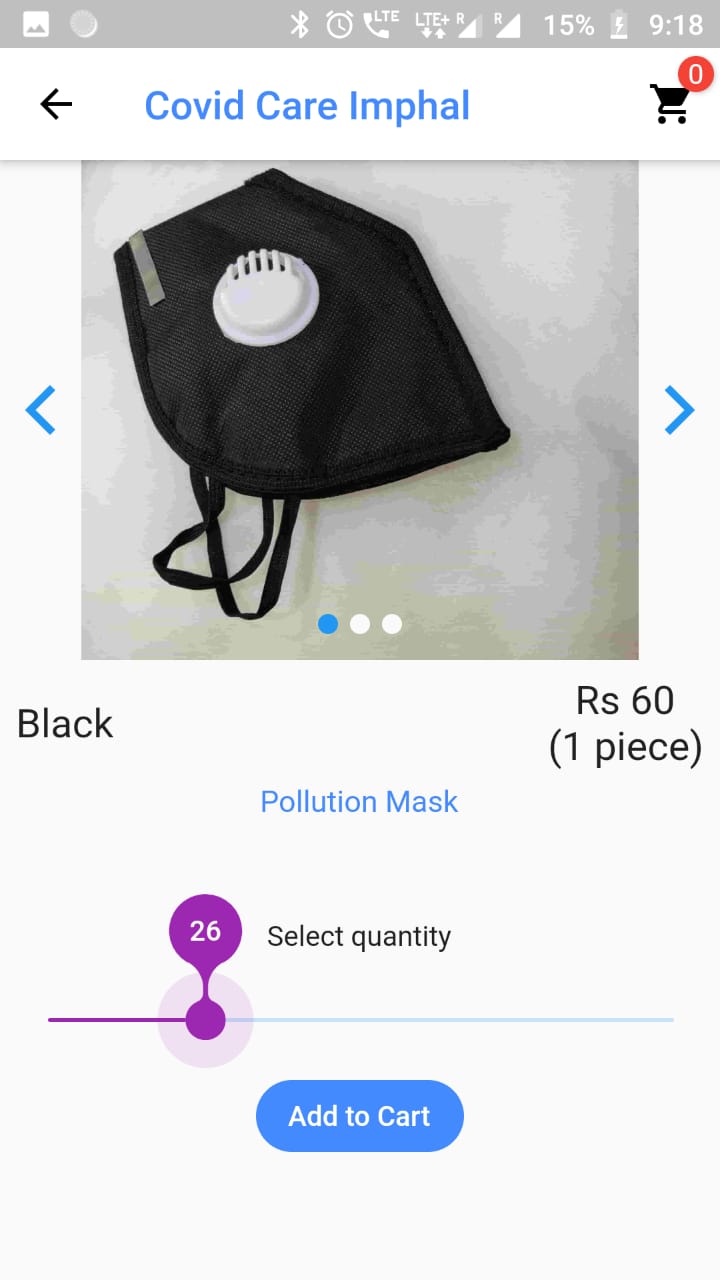 LTE LTE+ R R 15% 9:18
Covid Care Imphal
0
Black
Rs 60
(1 piece)
Pollution Mask
26
Select quantity
Add to Cart